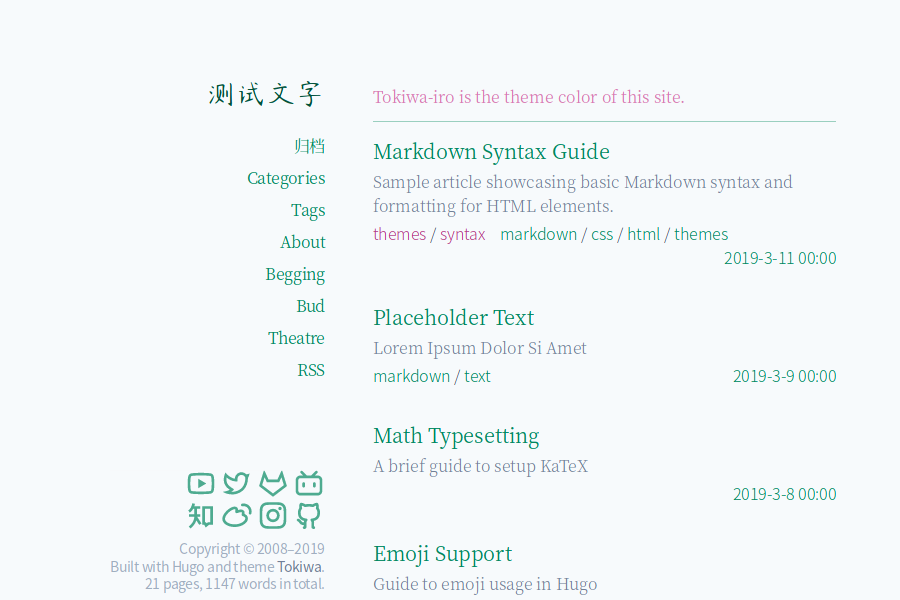 测试文字
归档
Categories
Tags
About
Begging
Bud
Theatre
RSS
知
Copyright © 2008–2019
Built with Hugo and theme Tokiwa.
21 pages, 1147 words in total.
Tokiwa-iro is the theme color of this site.
Markdown Syntax Guide
Sample article showcasing basic Markdown syntax and
formatting for HTML elements.
themes / syntax markdown / css / html / themes
2019-3-11 00:00
Placeholder Text
Lorem Ipsum Dolor Si Amet
markdown / text 2019-3-9 00:00
Math Typesetting
A brief guide to setup KaTeX
2019-3-8 00:00
Emoji Support
Guide to emoji usage in Hugo